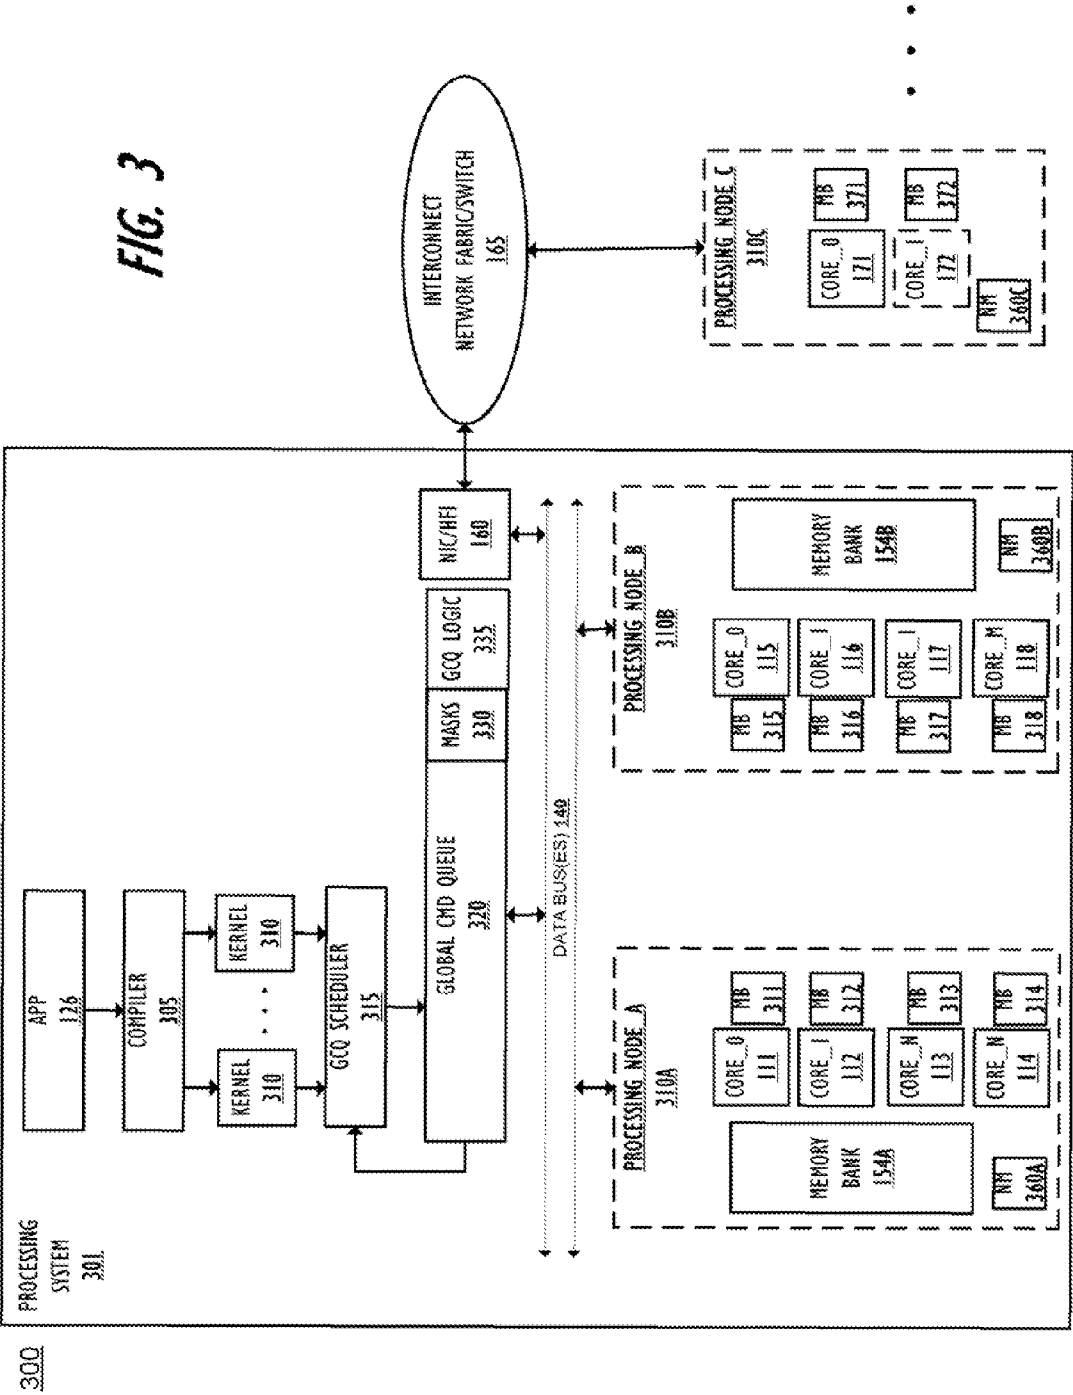 300
FIG. 3
PROCESSING
SYSTEM
301
APP
126
COMPILER
305
KERNEL
310
. . .
KERNEL
310
GCQ SCHEDULER
315
GLOBAL CMD QUEUE
320
MASKS
330
GCQ LOGIC
335
NIC/HFI
160
INTERCONNECT
NETWORK FABRIC/SWITCH
165
DATA BUS(ES) 140
PROCESSING NODE A
310A
MEMORY
BANK
154A
CORE_0
111
MB
311
CORE_1
112
MB
312
CORE_N
113
MB
313
CORE_N
114
MB
314
NM
360A
PROCESSING NODE B
310B
MB
315
CORE_0
115
MB
316
CORE_1
116
MB
317
CORE_1
117
MB
318
CORE_M
118
MEMORY
BANK
154B
NM
360B
PROCESSING NODE C
310C
CORE_0
171
MB
371
CORE_1
172
MB
372
NM
360C
. . .